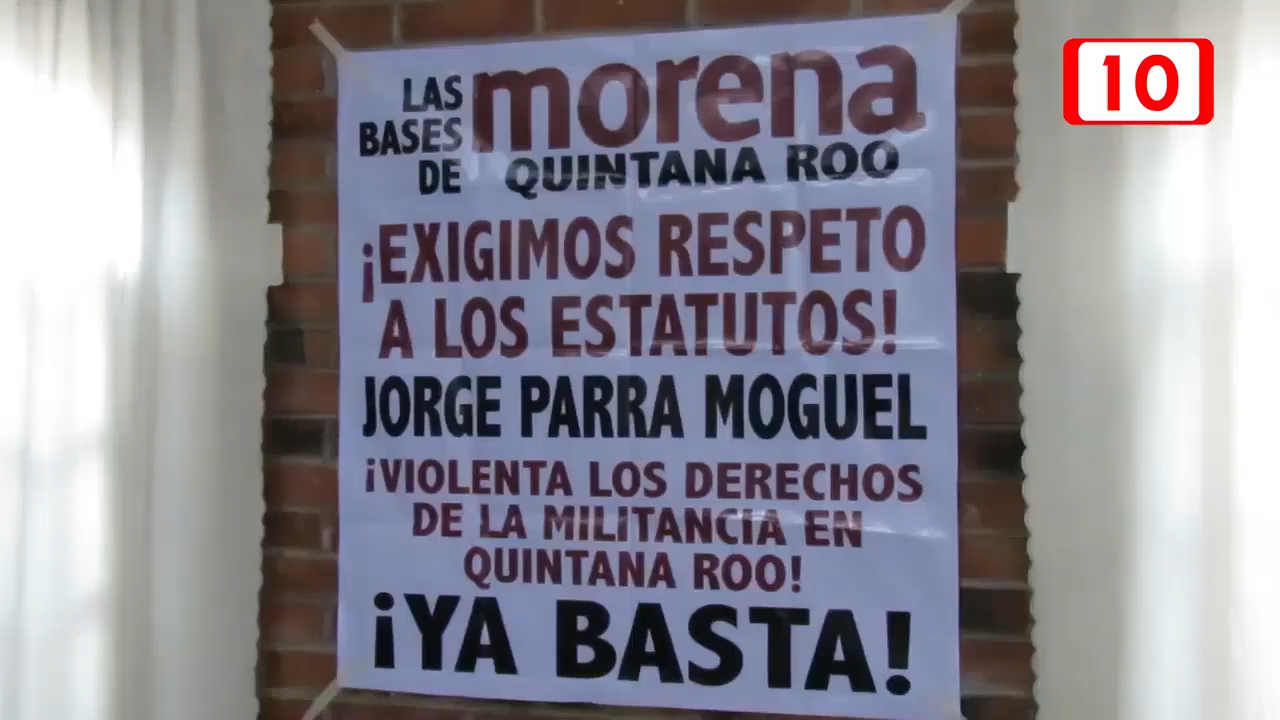 LAS BASES DE morena
QUINTANA ROO
¡EXIGIMOS RESPETO
A LOS ESTATUTOS!
JORGE PARRA MOGUEL
¡VIOLENTA LOS DERECHOS
DE LA MILITANCIA EN
QUINTANA ROO!
¡YA BASTA!
10